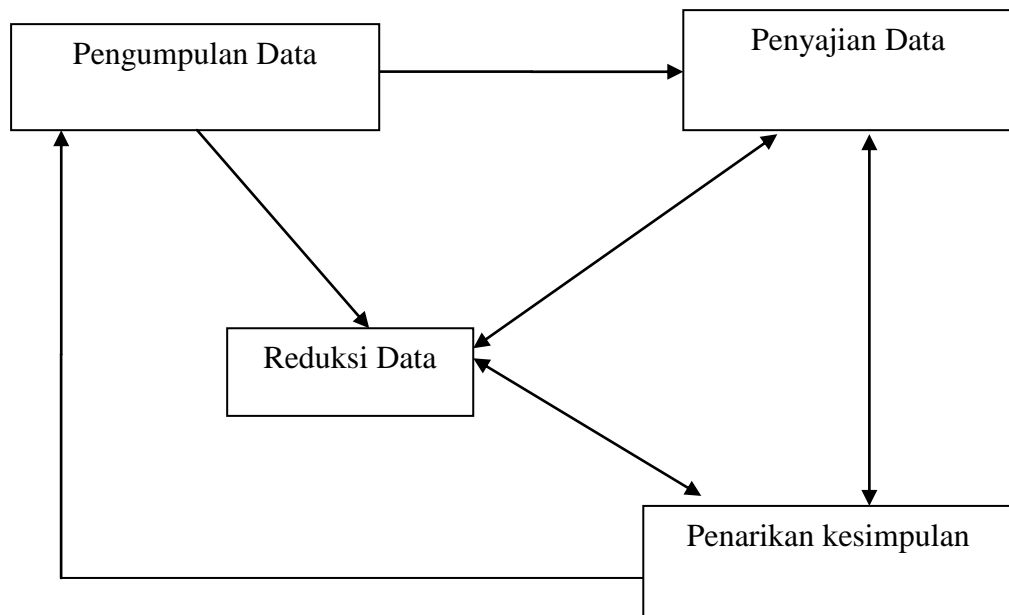 Pengumpulan Data
Penyajian Data
Reduksi Data
Penarikan kesimpulan